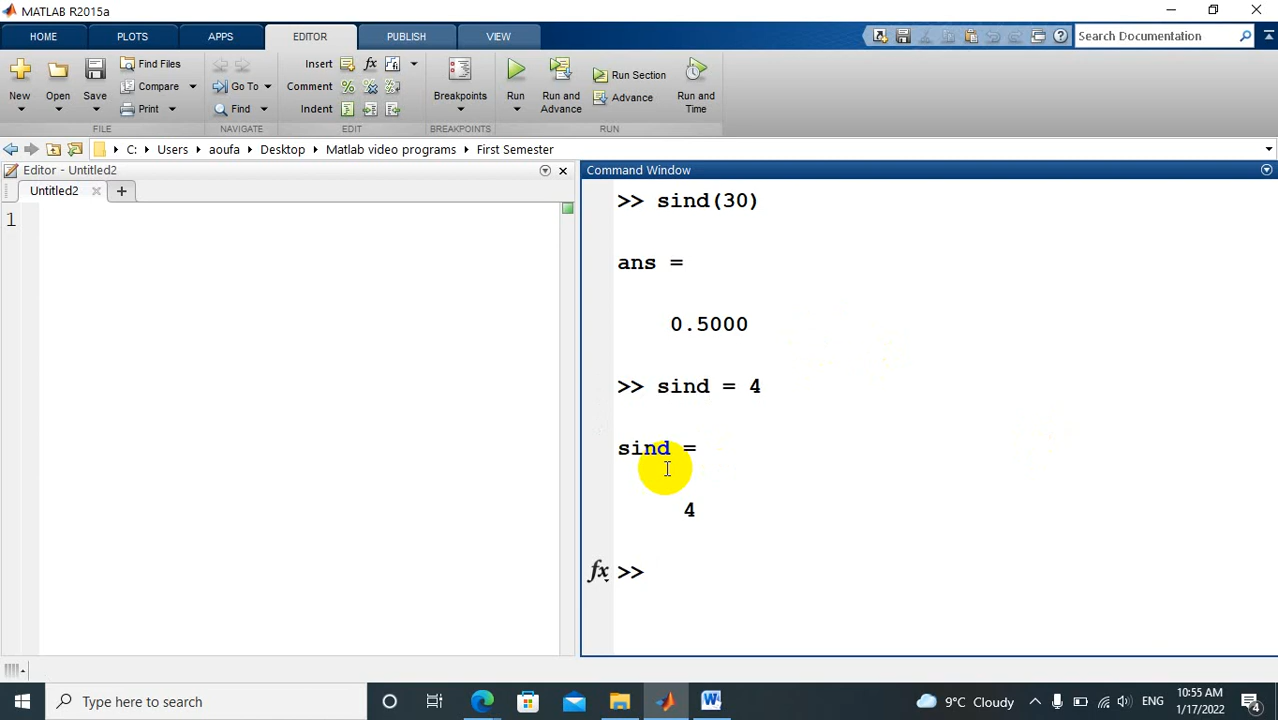 MATLAB R2015a
HOME PLOTS APPS EDITOR PUBLISH VIEW Search Documentation
New Open Save Find Files Compare Print Go To Find Insert fx Comment Indent Breakpoints Run Run and Advance Run Section Advance Run and Time
FILE NAVIGATE EDIT BREAKPOINTS RUN
C: Users aoufa Desktop Matlab video programs First Semester
Editor - Untitled2
Untitled2
1
Command Window
>> sind(30)
ans =
0.5000
>> sind = 4
sind =
4
fx >>
Type here to search
9°C Cloudy ENG 10:55 AM
1/17/2022 4